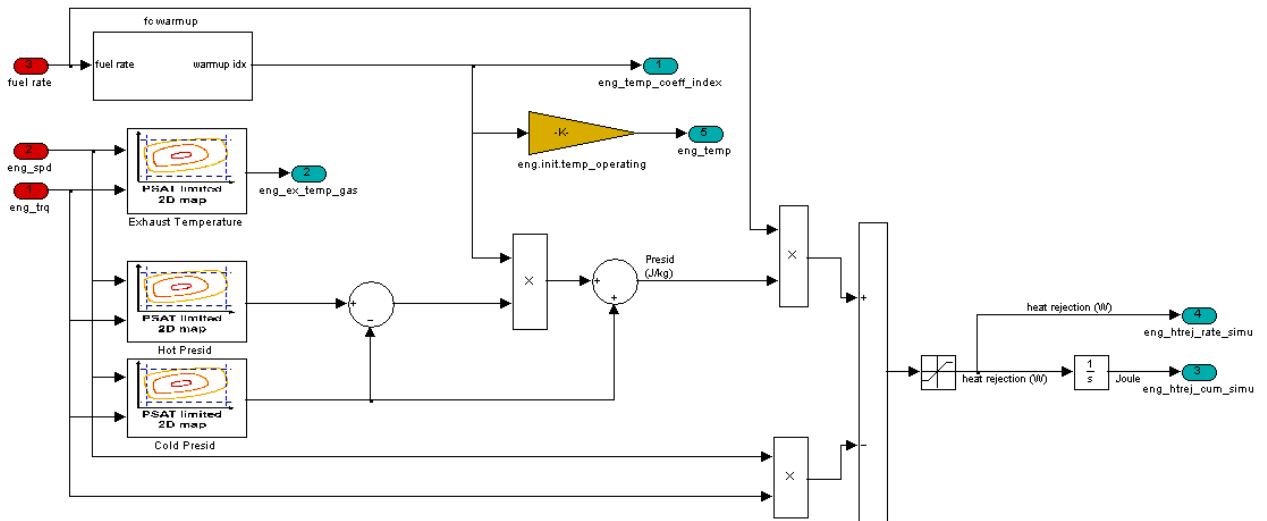 fc warmup
3
fuel rate
fuel rate
warmup idx
1
eng_temp_coeff_index
-K-
eng.init.temp_operating
5
eng_temp
2
eng_spd
1
eng_trq
PSAT limited
2D map
Exhaust Temperature
2
eng_ex_temp_gas
PSAT limited
2D map
Hot Presid
PSAT limited
2D map
Cold Presid
+
−
×
+
+
Presid
(J/kg)
×
×
+
−
heat rejection (W)
4
eng_htrej_rate_simu
heat rejection (W)
1
s
Joule
3
eng_htrej_cum_simu